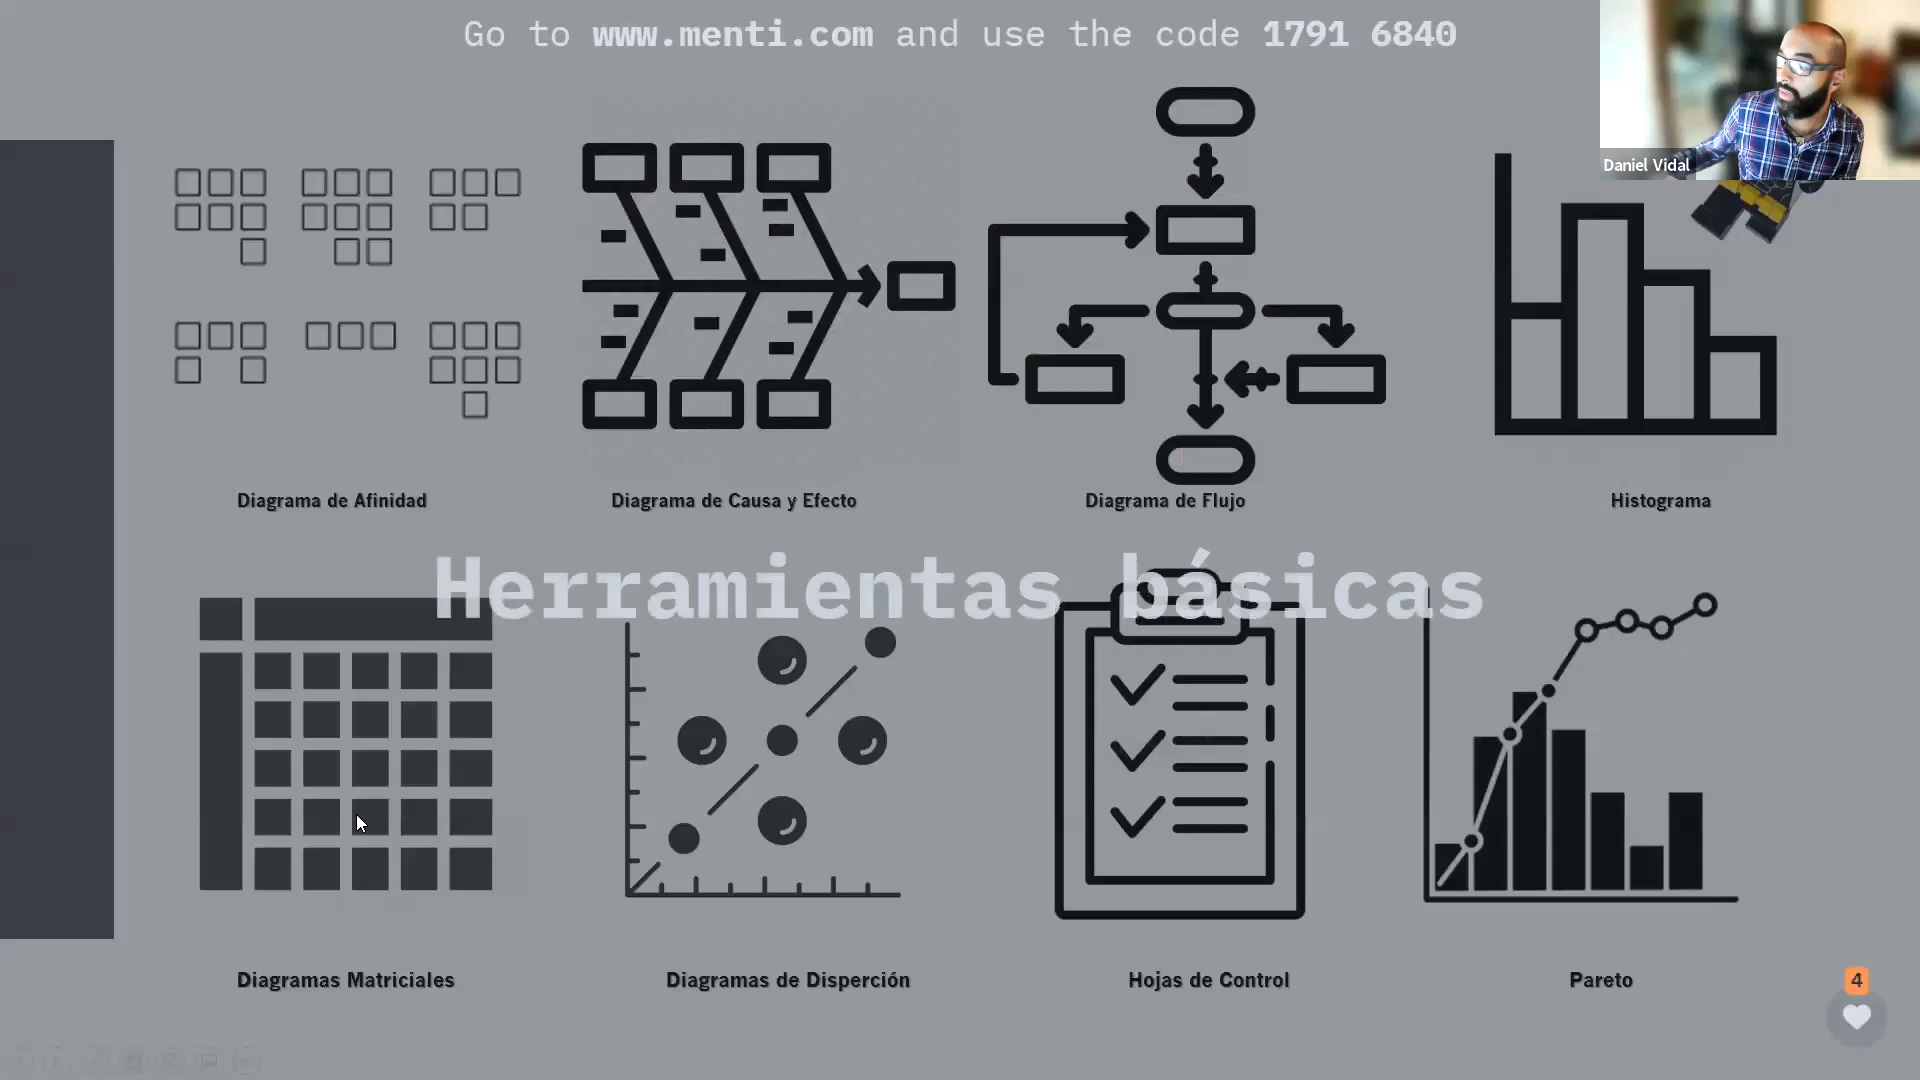 Go to www.menti.com and use the code 1791 6840
Daniel Vidal
Diagrama de Afinidad
Diagrama de Causa y Efecto
Diagrama de Flujo
Histograma
Herramientas básicas
Diagramas Matriciales
Diagramas de Disperción
Hojas de Control
Pareto
4